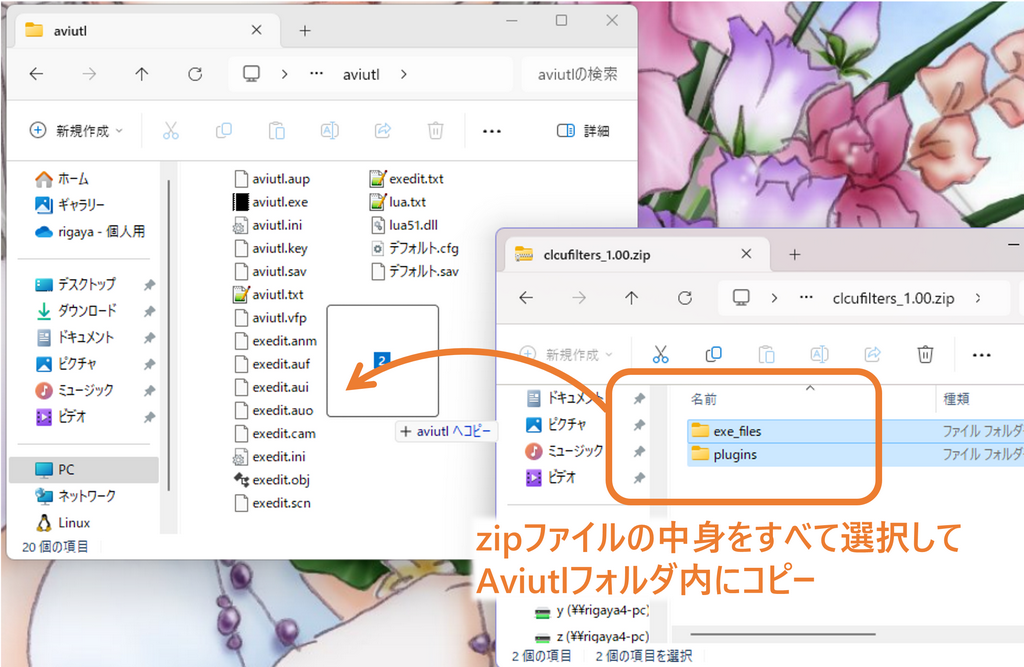 aviutl
aviutl
aviutlの検索
新規作成
詳細
ホーム
ギャラリー
rigaya - 個人用
デスクトップ
ダウンロード
ドキュメント
ピクチャ
ミュージック
ビデオ
PC
ネットワーク
Linux
20 個の項目
aviutl.aup
aviutl.exe
aviutl.ini
aviutl.key
aviutl.sav
aviutl.txt
aviutl.vfp
exedit.anm
exedit.auf
exedit.aui
exedit.auo
exedit.cam
exedit.ini
exedit.obj
exedit.scn
exedit.txt
lua.txt
lua51.dll
デフォルト.cfg
デフォルト.sav
2
+ aviutl へコピー
clcufilters_1.00.zip
clcufilters_1.00.zip
新規作成
ドキュメント
ピクチャ
ミュージック
ビデオ
名前 種類
exe_files ファイル フォルダ
plugins ファイル フォルダ
zipファイルの中身をすべて選択して
Aviutlフォルダ内にコピー
y (¥¥rigaya4-pc)
z (¥¥rigaya4-pc)
2 個の項目 2 個の項目を選択